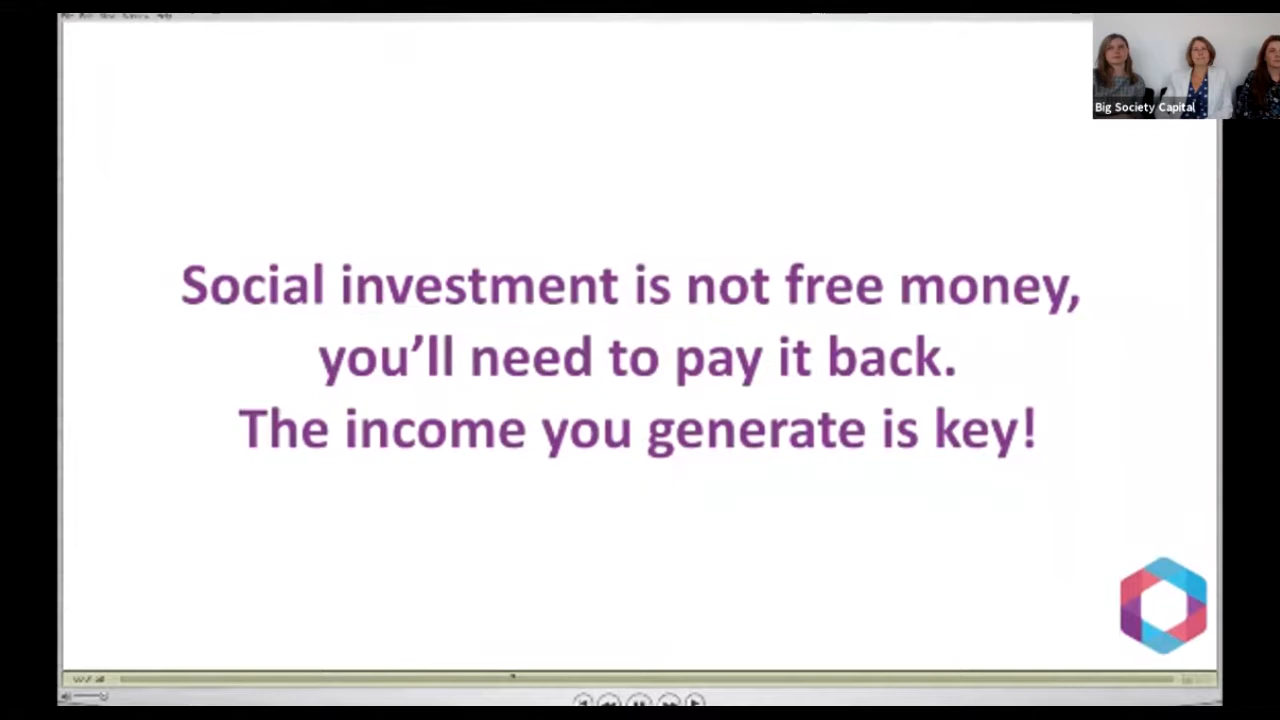 Big Society Capital
Social investment is not free money,
you’ll need to pay it back.
The income you generate is key!